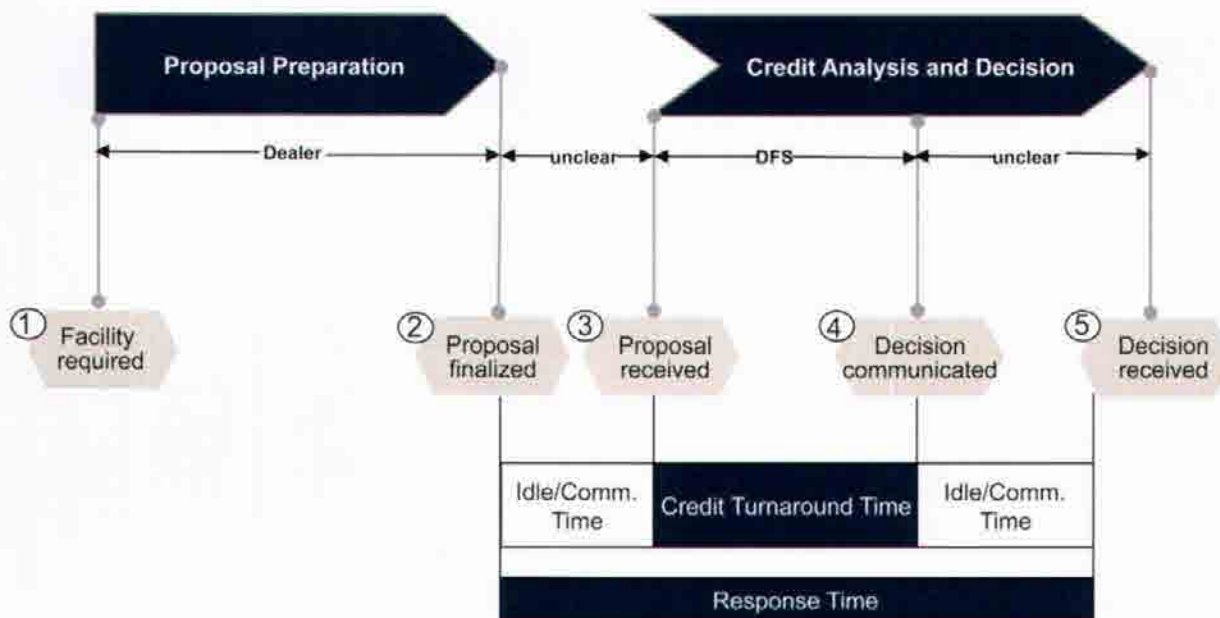 Proposal Preparation
Credit Analysis and Decision
Dealer
unclear
DFS
unclear
1
Facility
required
2
Proposal
finalized
3
Proposal
received
4
Decision
communicated
5
Decision
received
Idle/Comm.
Time
Credit Turnaround Time
Idle/Comm.
Time
Response Time